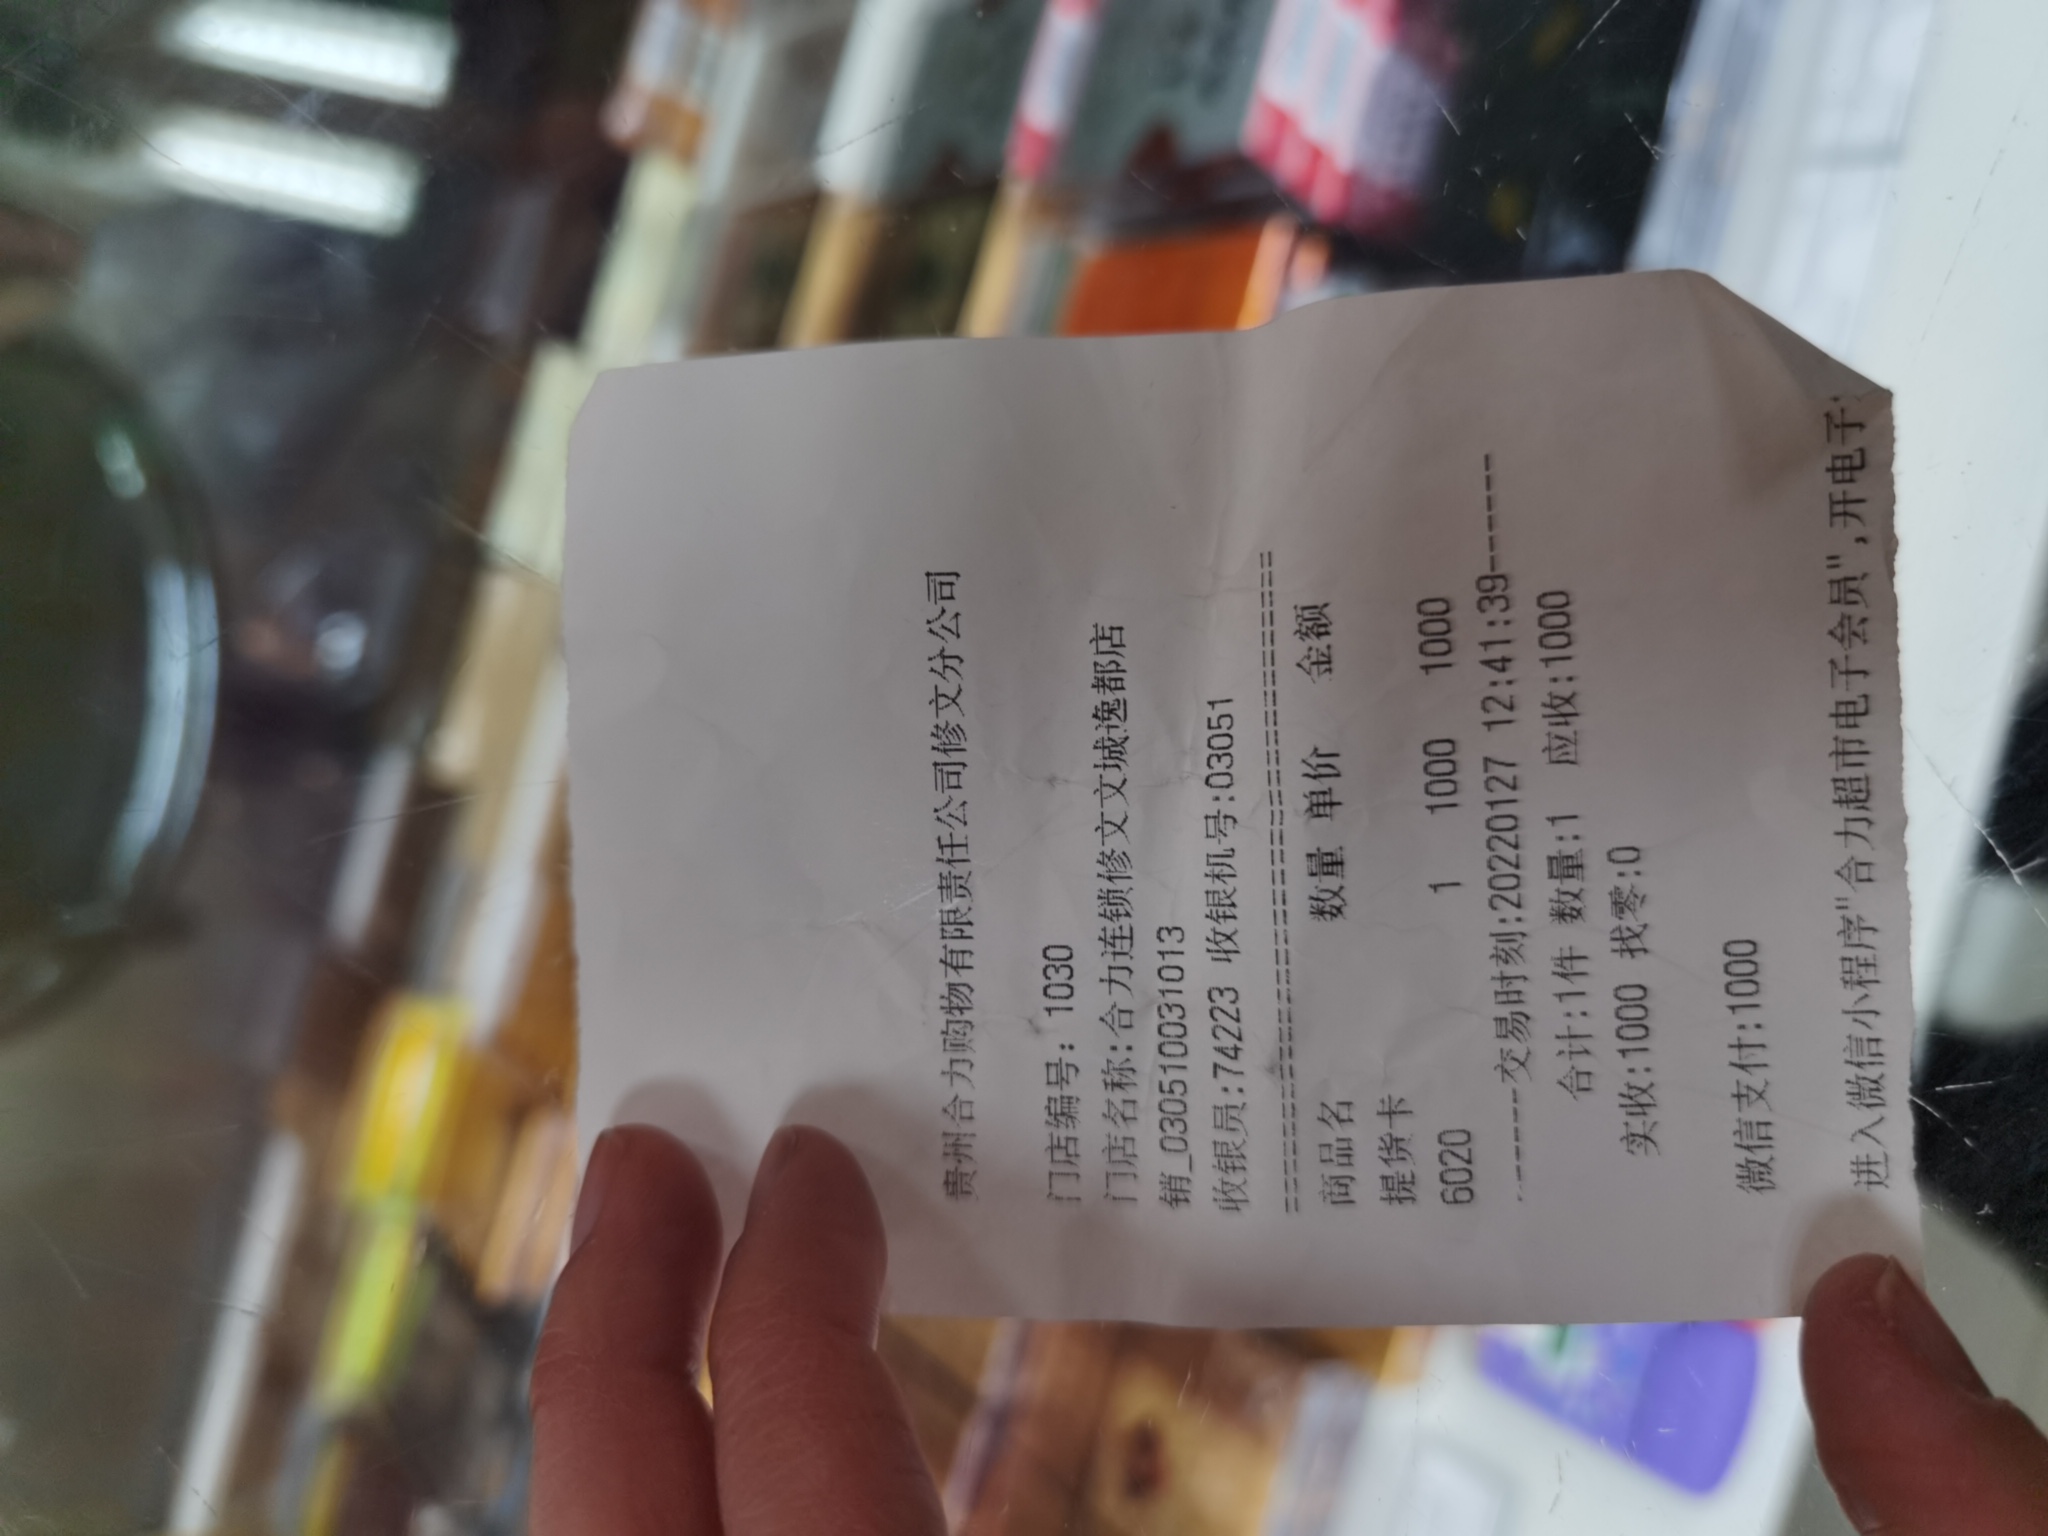 贵州合力购物有限责任公司修文分公司
门店编号: 1030
门店名称:合力连锁修文文城逸都店
销_030510031013
收银员:74223 收银机号:03051
商品名 数量 单价 金额
提货卡
6020 1 1000 1000
------交易时刻:20220127 12:41:39------
合计:1件 数量:1 应收:1000
实收:1000 找零:0
微信支付:1000
进入微信小程序"合力超市电子会员",开电子